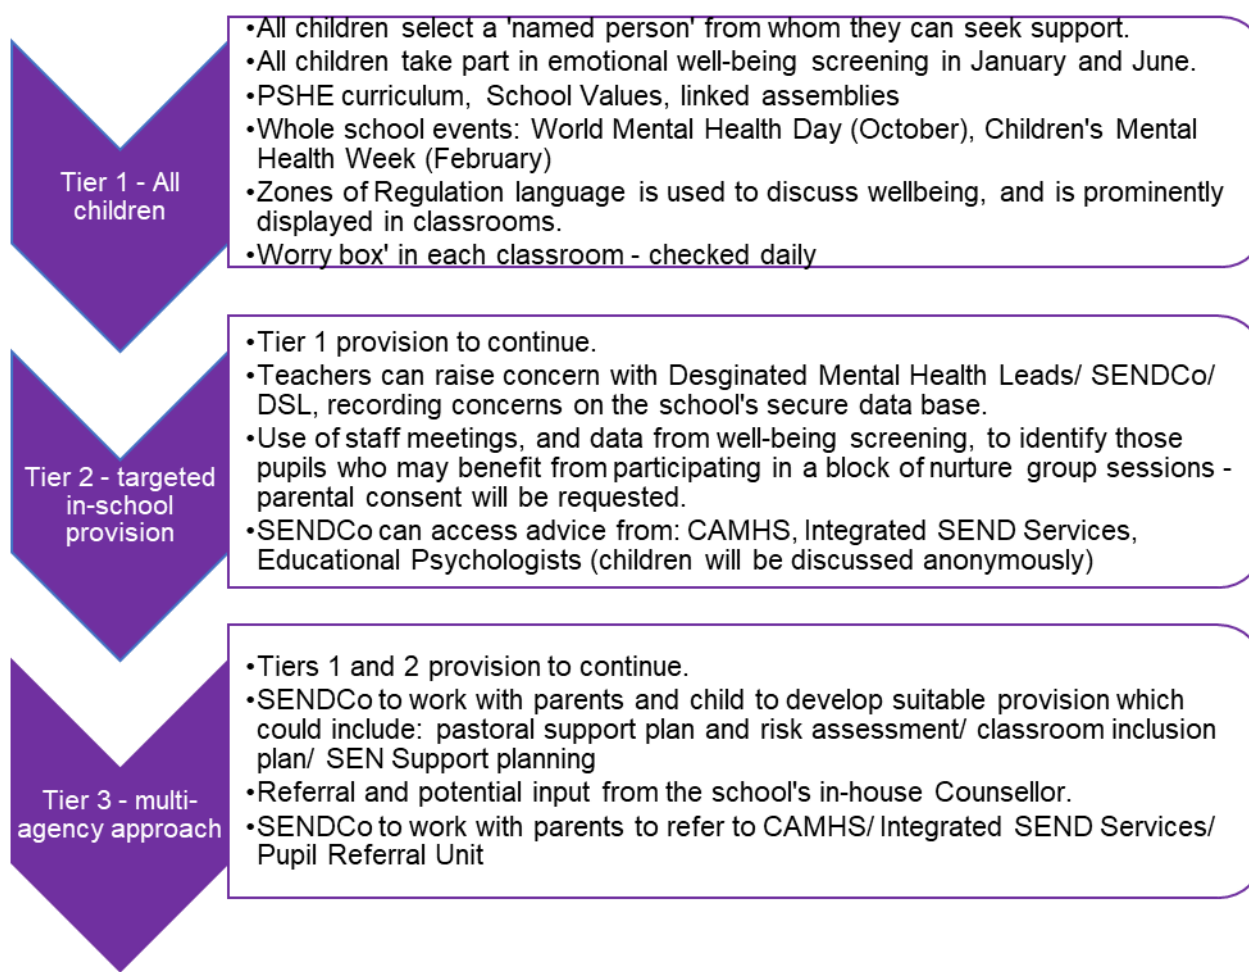 Tier 1 - All
children
•All children select a 'named person' from whom they can seek support.
•All children take part in emotional well-being screening in January and June.
•PSHE curriculum, School Values, linked assemblies
•Whole school events: World Mental Health Day (October), Children's Mental
Health Week (February)
•Zones of Regulation language is used to discuss wellbeing, and is prominently
displayed in classrooms.
•Worry box' in each classroom - checked daily
Tier 2 - targeted
in-school
provision
•Tier 1 provision to continue.
•Teachers can raise concern with Desginated Mental Health Leads/ SENDCo/
DSL, recording concerns on the school's secure data base.
•Use of staff meetings, and data from well-being screening, to identify those
pupils who may benefit from participating in a block of nurture group sessions -
parental consent will be requested.
•SENDCo can access advice from: CAMHS, Integrated SEND Services,
Educational Psychologists (children will be discussed anonymously)
Tier 3 - multi-
agency approach
•Tiers 1 and 2 provision to continue.
•SENDCo to work with parents and child to develop suitable provision which
could include: pastoral support plan and risk assessment/ classroom inclusion
plan/ SEN Support planning
•Referral and potential input from the school's in-house Counsellor.
•SENDCo to work with parents to refer to CAMHS/ Integrated SEND Services/
Pupil Referral Unit